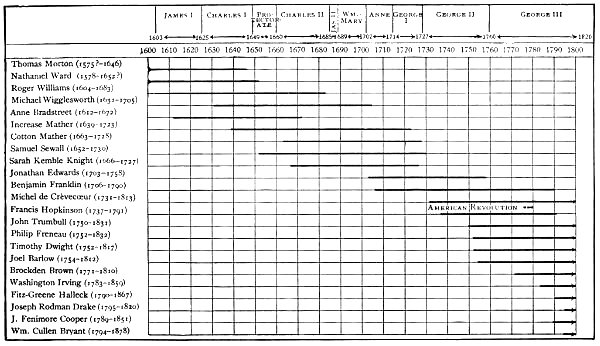 JAMES I CHARLES I PRO-TECTOR-ATE CHARLES II JAS. II WM.-MARY ANNE GEORGE I GEORGE II GEORGE III
1603 1625 1649 1660 1685 1689 1702 1714 1727 1760 1820
1600 1610 1620 1630 1640 1650 1660 1670 1680 1690 1700 1710 1720 1730 1740 1750 1760 1770 1780 1790 1800
Thomas Morton (1575?-1646)
Nathaniel Ward (1578-1652?)
Roger Williams (1604-1683)
Michael Wigglesworth (1631-1705)
Anne Bradstreet (1612-1672)
Increase Mather (1639-1723)
Cotton Mather (1663-1728)
Samuel Sewall (1652-1730)
Sarah Kemble Knight (1666-1727)
Jonathan Edwards (1703-1758)
Benjamin Franklin (1706-1790)
Michel de Crèvecœur (1731-1813)
Francis Hopkinson (1737-1791) AMERICAN REVOLUTION
John Trumbull (1750-1831)
Philip Freneau (1752-1832)
Timothy Dwight (1752-1817)
Joel Barlow (1754-1812)
Brockden Brown (1771-1810)
Washington Irving (1783-1859)
Fitz-Greene Halleck (1790-1867)
Joseph Rodman Drake (1795-1820)
J. Fenimore Cooper (1789-1851)
Wm. Cullen Bryant (1794-1878)